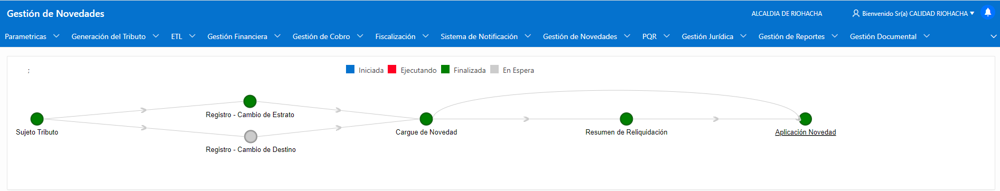 Gestión de Novedades
ALCALDIA DE RIOHACHA
Bienvenido Sr(a) CALIDAD RIOHACHA
Parametricas
Generación del Tributo
ETL
Gestión Financiera
Gestión de Cobro
Fiscalización
Sistema de Notificación
Gestión de Novedades
PQR
Gestión Jurídica
Gestión de Reportes
Gestión Documental
;
Iniciada
Ejecutando
Finalizada
En Espera
Registro - Cambio de Estrato
Sujeto Tributo
Cargue de Novedad
Resumen de Reliquidación
Aplicación Novedad
Registro - Cambio de Destino